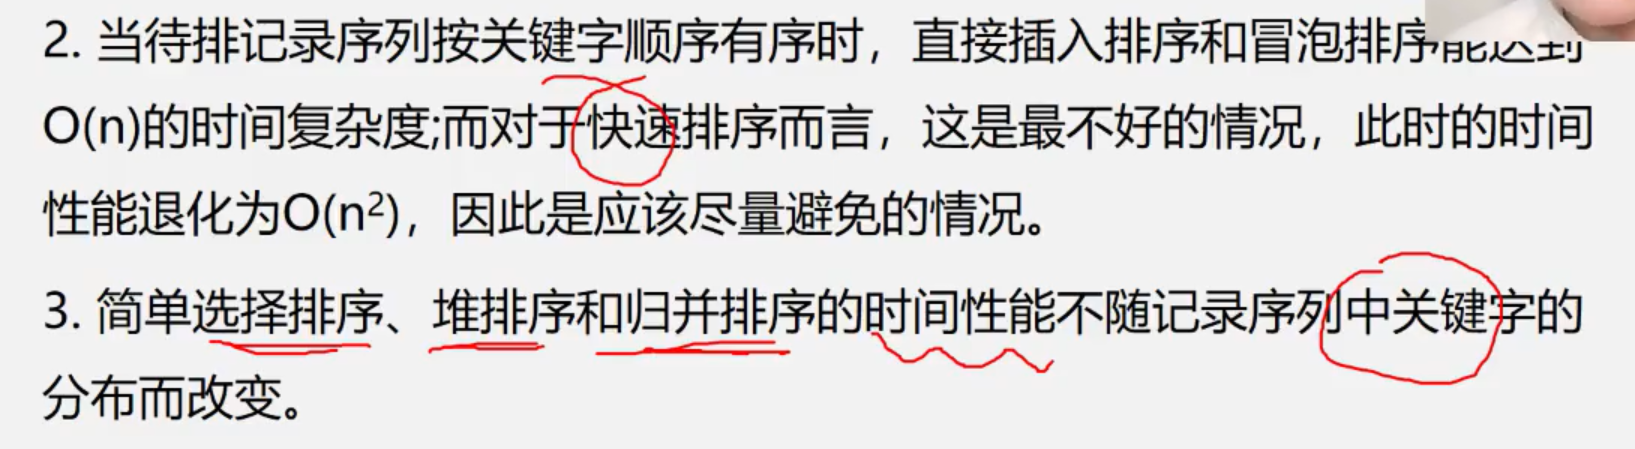 2. 当待排记录序列按关键字顺序有序时，直接插入排序和冒泡排序能达到
O(n)的时间复杂度;而对于快速排序而言，这是最不好的情况，此时的时间
性能退化为O(n²)，因此是应该尽量避免的情况。
3. 简单选择排序、堆排序和归并排序的时间性能不随记录序列中关键字的
分布而改变。